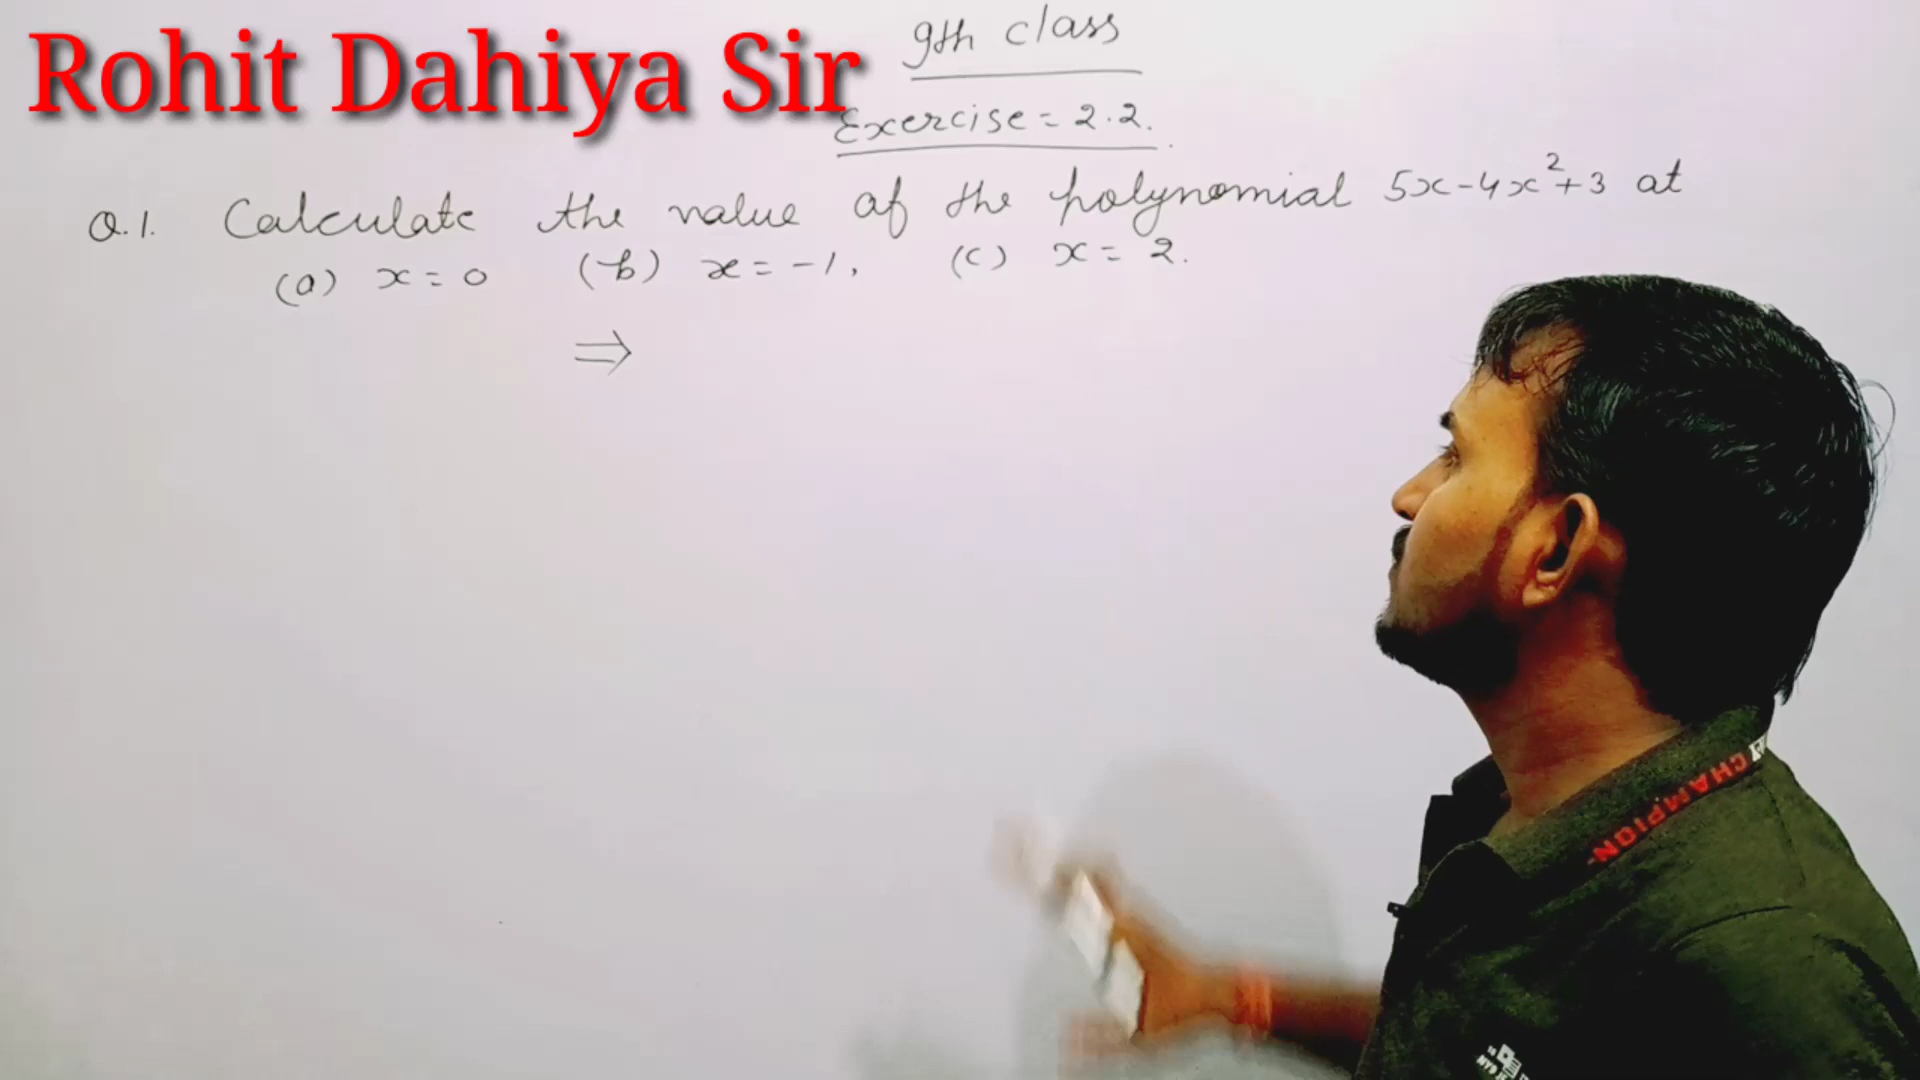 Rohit Dahiya Sir
9th class
Exercise = 2.2.
Q.1. Calculate the value of the polynomial 5x-4x²+3 at
(a) x = 0 (b) x = -1, (c) x = 2.
⇒
CHAMPION-